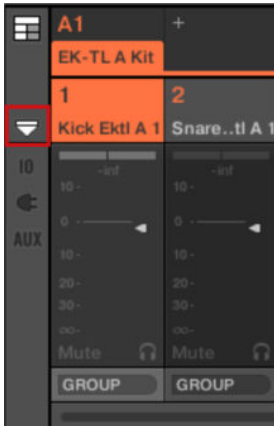 A1 +
EK-TL A Kit
1 2
Kick Ektl A 1 Snare..tl A 1
IO
AUX
-inf -inf
10- 10-
0- 0-
10- 10-
20- 20-
30- 30-
∞- ∞-
Mute Mute
GROUP GROUP